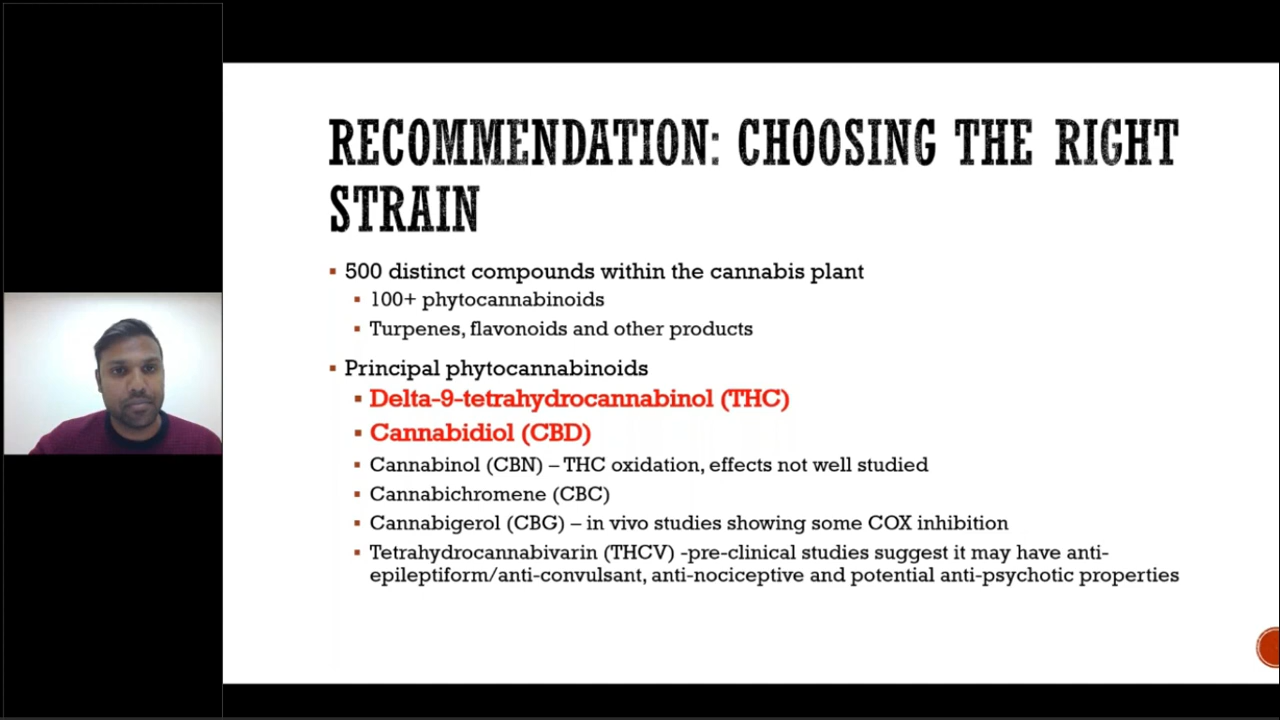 RECOMMENDATION: CHOOSING THE RIGHT
STRAIN
▪ 500 distinct compounds within the cannabis plant
▪ 100+ phytocannabinoids
▪ Turpenes, flavonoids and other products
▪ Principal phytocannabinoids
▪ Delta-9-tetrahydrocannabinol (THC)
▪ Cannabidiol (CBD)
▪ Cannabinol (CBN) – THC oxidation, effects not well studied
▪ Cannabichromene (CBC)
▪ Cannabigerol (CBG) – in vivo studies showing some COX inhibition
▪ Tetrahydrocannabivarin (THCV) -pre-clinical studies suggest it may have anti-
epileptiform/anti-convulsant, anti-nociceptive and potential anti-psychotic properties